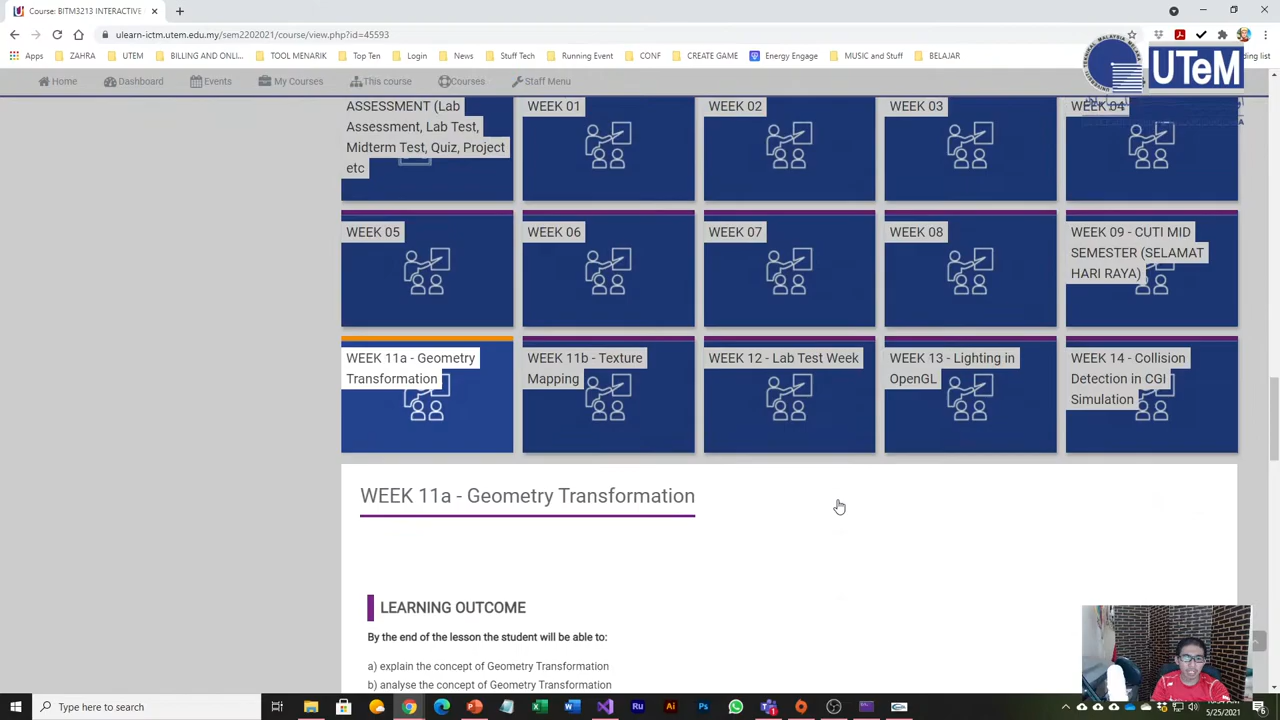 Course: BITM3213 INTERACTIVE
ulearn-ictm.utem.edu.my/sem2202021/course/view.php?id=45593
Apps ZAHRA UTEM BILLING AND ONLI... TOOL MENARIK Top Ten Login News Stuff Tech Running Event CONF CREATE GAME Energy Engage MUSIC and Stuff BELAJAR
ding list
UTeM
Home Dashboard Events My Courses This course Courses Staff Menu
ASSESSMENT (Lab
Assessment, Lab Test,
Midterm Test, Quiz, Project
etc
WEEK 01
WEEK 02
WEEK 03
WEEK 04
WEEK 05
WEEK 06
WEEK 07
WEEK 08
WEEK 09 - CUTI MID
SEMESTER (SELAMAT
HARI RAYA)
WEEK 11a - Geometry
Transformation
WEEK 11b - Texture
Mapping
WEEK 12 - Lab Test Week
WEEK 13 - Lighting in
OpenGL
WEEK 14 - Collision
Detection in CGI
Simulation
WEEK 11a - Geometry Transformation
LEARNING OUTCOME
By the end of the lesson the student will be able to:
a) explain the concept of Geometry Transformation
b) analyse the concept of Geometry Transformation
Type here to search
5/25/2021